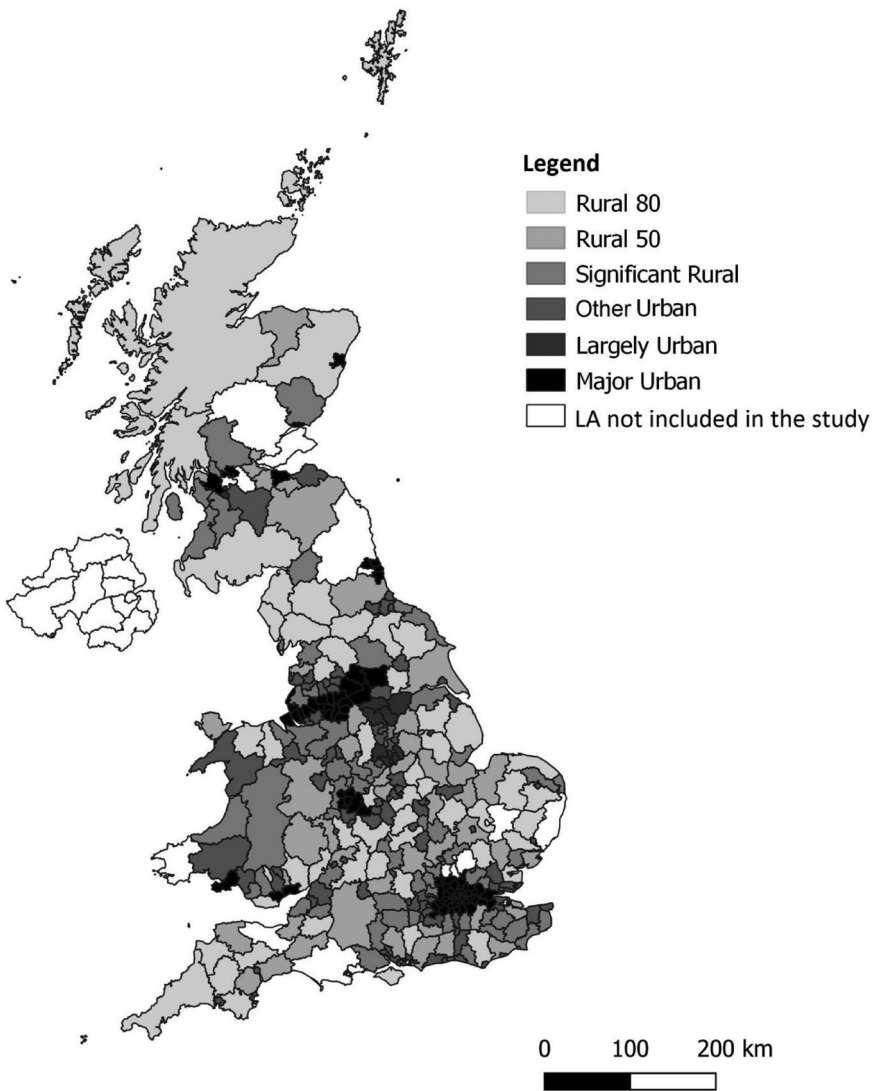 Legend
Rural 80
Rural 50
Significant Rural
Other Urban
Largely Urban
Major Urban
LA not included in the study
0 100 200 km